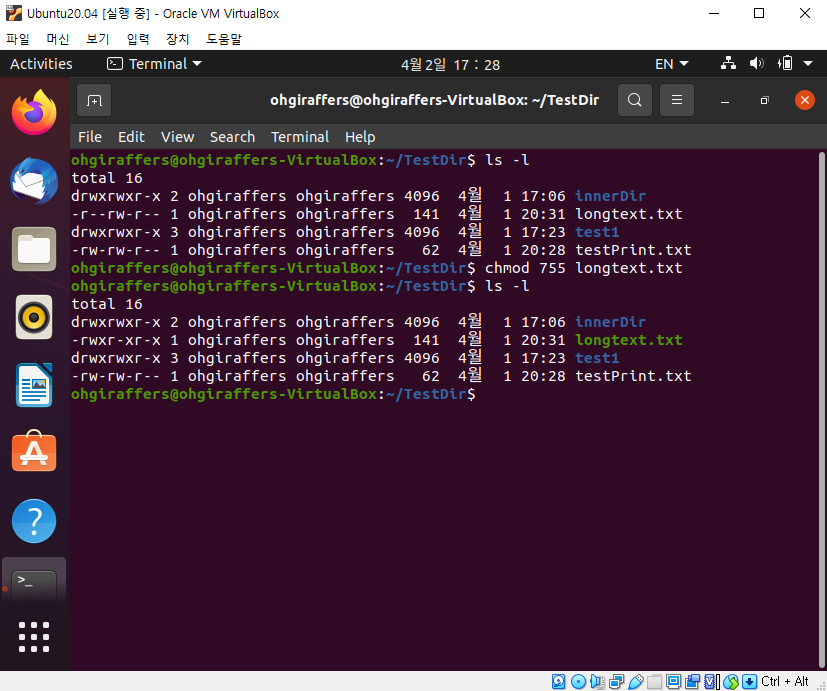 Ubuntu20.04 [실행 중] - Oracle VM VirtualBox
파일 머신 보기 입력 장치 도움말
Activities Terminal 4월 2일 17 : 28 EN
ohgiraffers@ohgiraffers-VirtualBox: ~/TestDir
File Edit View Search Terminal Help
ohgiraffers@ohgiraffers-VirtualBox:~/TestDir$ ls -l
total 16
drwxrwxr-x 2 ohgiraffers ohgiraffers 4096  4월  1 17:06 innerDir
-r--rw-r-- 1 ohgiraffers ohgiraffers  141  4월  1 20:31 longtext.txt
drwxrwxr-x 3 ohgiraffers ohgiraffers 4096  4월  1 17:23 test1
-rw-rw-r-- 1 ohgiraffers ohgiraffers   62  4월  1 20:28 testPrint.txt
ohgiraffers@ohgiraffers-VirtualBox:~/TestDir$ chmod 755 longtext.txt
ohgiraffers@ohgiraffers-VirtualBox:~/TestDir$ ls -l
total 16
drwxrwxr-x 2 ohgiraffers ohgiraffers 4096  4월  1 17:06 innerDir
-rwxr-xr-x 1 ohgiraffers ohgiraffers  141  4월  1 20:31 longtext.txt
drwxrwxr-x 3 ohgiraffers ohgiraffers 4096  4월  1 17:23 test1
-rw-rw-r-- 1 ohgiraffers ohgiraffers   62  4월  1 20:28 testPrint.txt
ohgiraffers@ohgiraffers-VirtualBox:~/TestDir$
Ctrl + Alt